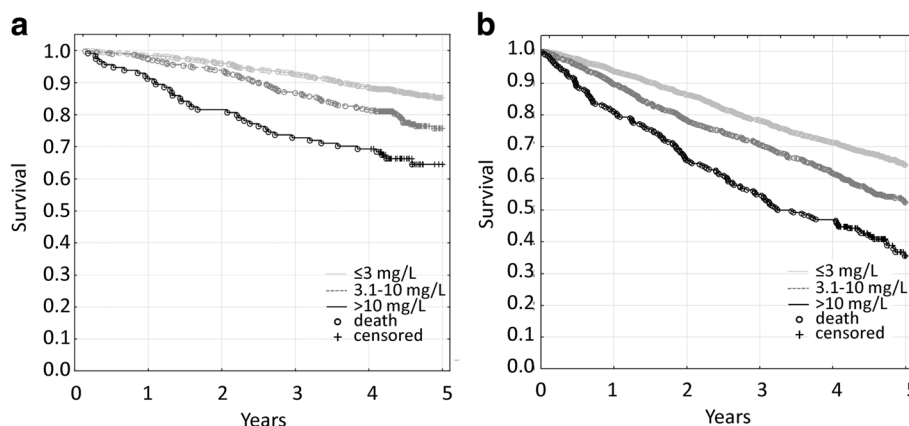 a
1.0
0.9
0.8
0.7
0.6
0.5
0.4
0.3
0.2
0.1
0.0
Survival
0 1 2 3 4 5
Years
≤3 mg/L
3.1-10 mg/L
>10 mg/L
death
censored
b
1.0
0.9
0.8
0.7
0.6
0.5
0.4
0.3
0.2
0.1
0.0
Survival
0 1 2 3 4 5
Years
≤3 mg/L
3.1-10 mg/L
>10 mg/L
death
censored